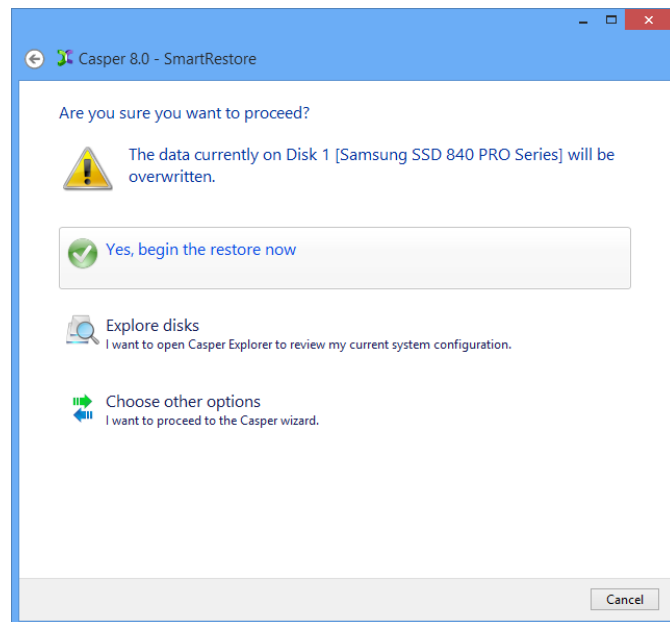 Casper 8.0 - SmartRestore
Are you sure you want to proceed?
The data currently on Disk 1 [Samsung SSD 840 PRO Series] will be
overwritten.
Yes, begin the restore now
Explore disks
I want to open Casper Explorer to review my current system configuration.
Choose other options
I want to proceed to the Casper wizard.
Cancel